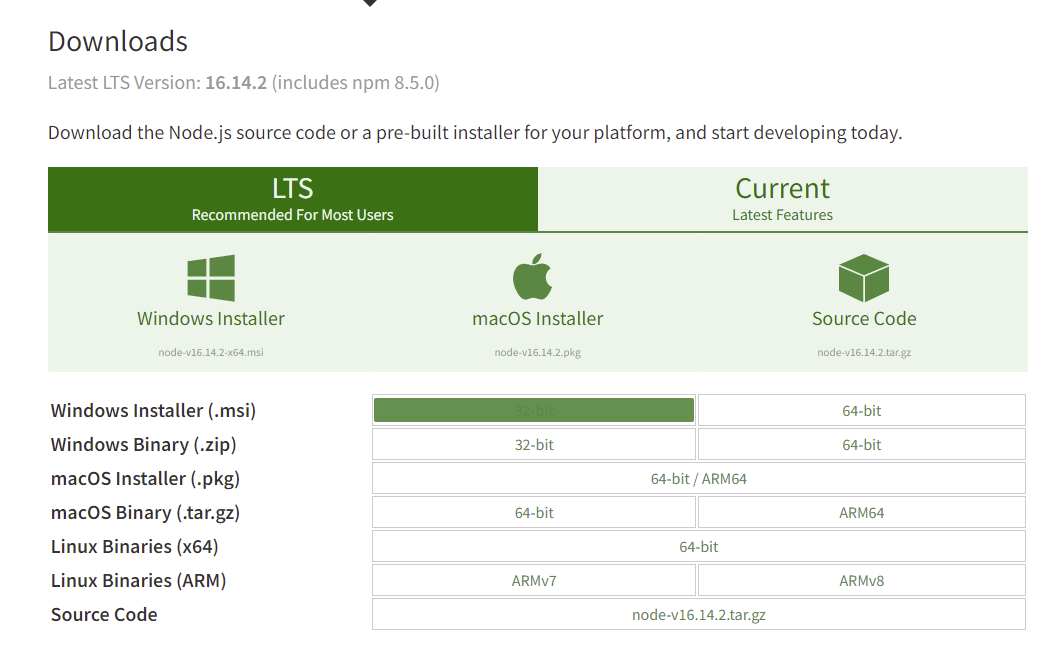 Downloads
Latest LTS Version: 16.14.2 (includes npm 8.5.0)
Download the Node.js source code or a pre-built installer for your platform, and start developing today.
LTS
Recommended For Most Users
Current
Latest Features
Windows Installer
node-v16.14.2-x64.msi
macOS Installer
node-v16.14.2.pkg
Source Code
node-v16.14.2.tar.gz
Windows Installer (.msi) 32-bit 64-bit
Windows Binary (.zip) 32-bit 64-bit
macOS Installer (.pkg) 64-bit / ARM64
macOS Binary (.tar.gz) 64-bit ARM64
Linux Binaries (x64) 64-bit
Linux Binaries (ARM) ARMv7 ARMv8
Source Code node-v16.14.2.tar.gz